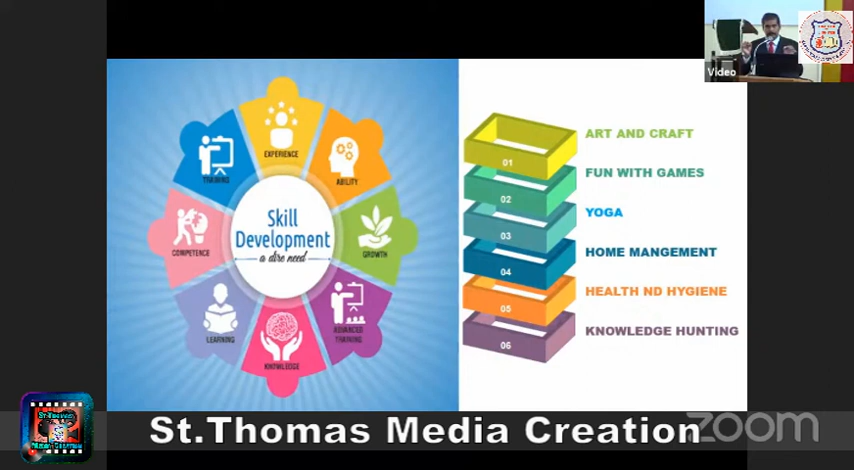 Video
EXPERIENCE
TRAINING
ABILITY
Skill
Development
a dire need
COMPETENCE
GROWTH
LEARNING
ADVANCED
TRAINING
KNOWLEDGE
01
ART AND CRAFT
02
FUN WITH GAMES
03
YOGA
04
HOME MANGEMENT
05
HEALTH ND HYGIENE
06
KNOWLEDGE HUNTING
St.Thomas Media Creation
zoom